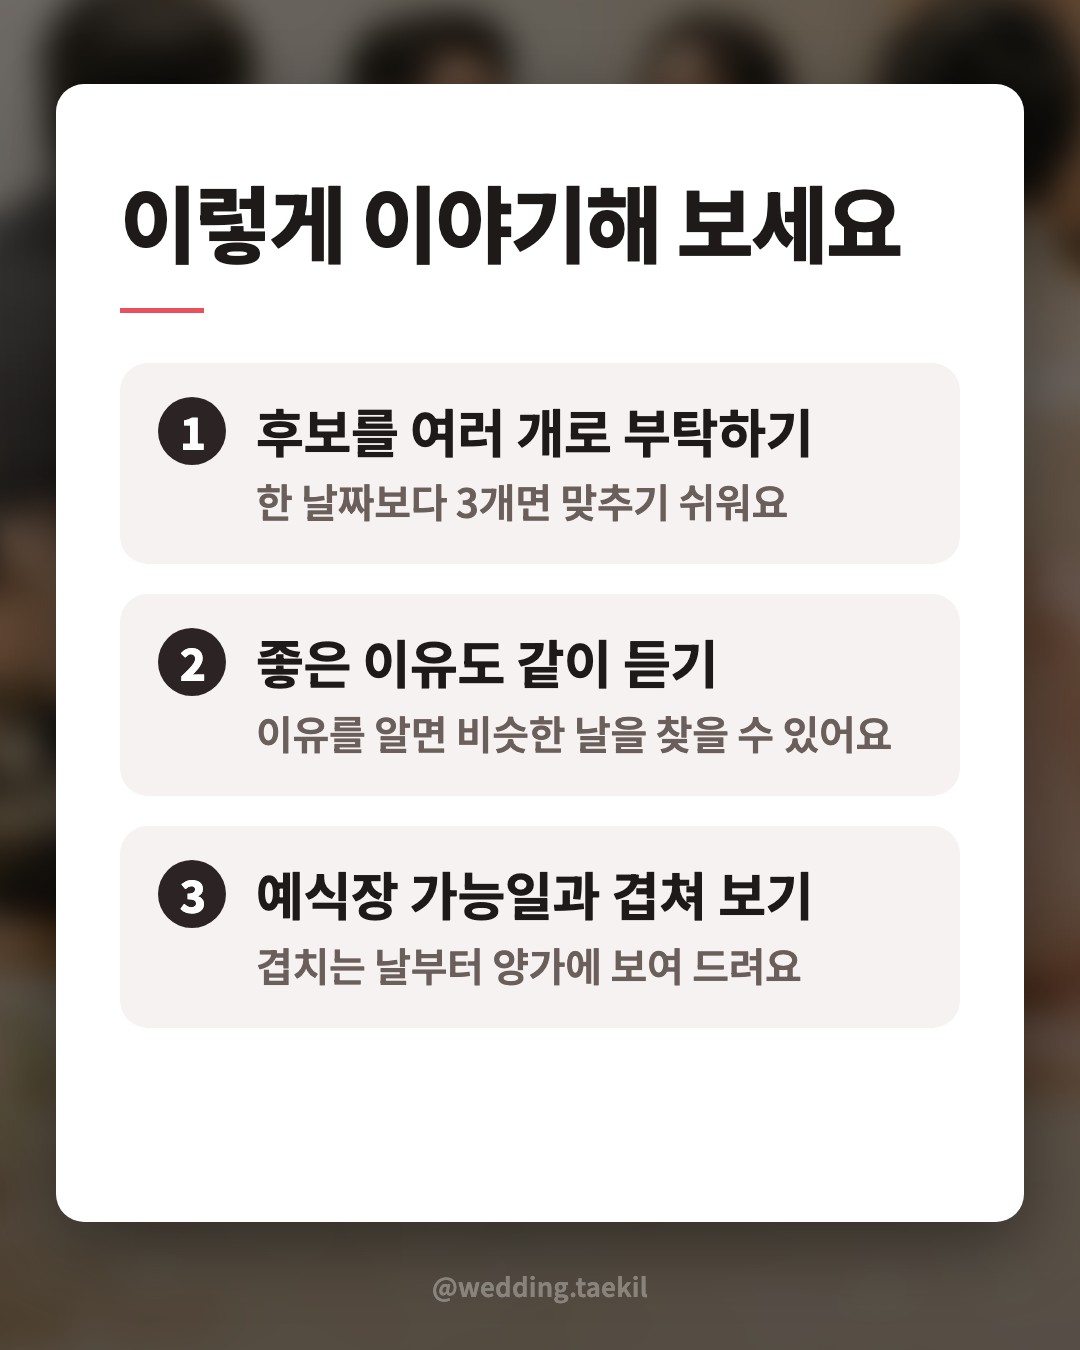 이렇게 이야기해 보세요
1 후보를 여러 개로 부탁하기
한 날짜보다 3개면 맞추기 쉬워요
2 좋은 이유도 같이 듣기
이유를 알면 비슷한 날을 찾을 수 있어요
3 예식장 가능일과 겹쳐 보기
겹치는 날부터 양가에 보여 드려요
@wedding.taekil